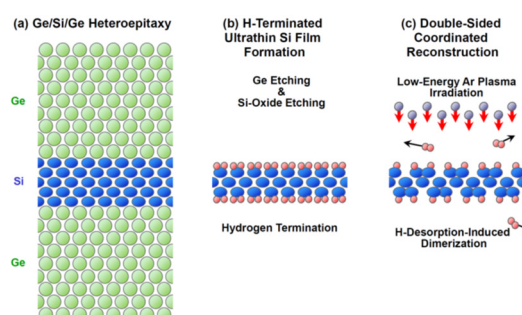 (a) Ge/Si/Ge Heteroepitaxy
Ge
Si
Ge
(b) H-Terminated
Ultrathin Si Film
Formation
Ge Etching
&
Si-Oxide Etching
Hydrogen Termination
(c) Double-Sided
Coordinated
Reconstruction
Low-Energy Ar Plasma
Irradiation
H-Desorption-Induced
Dimerization